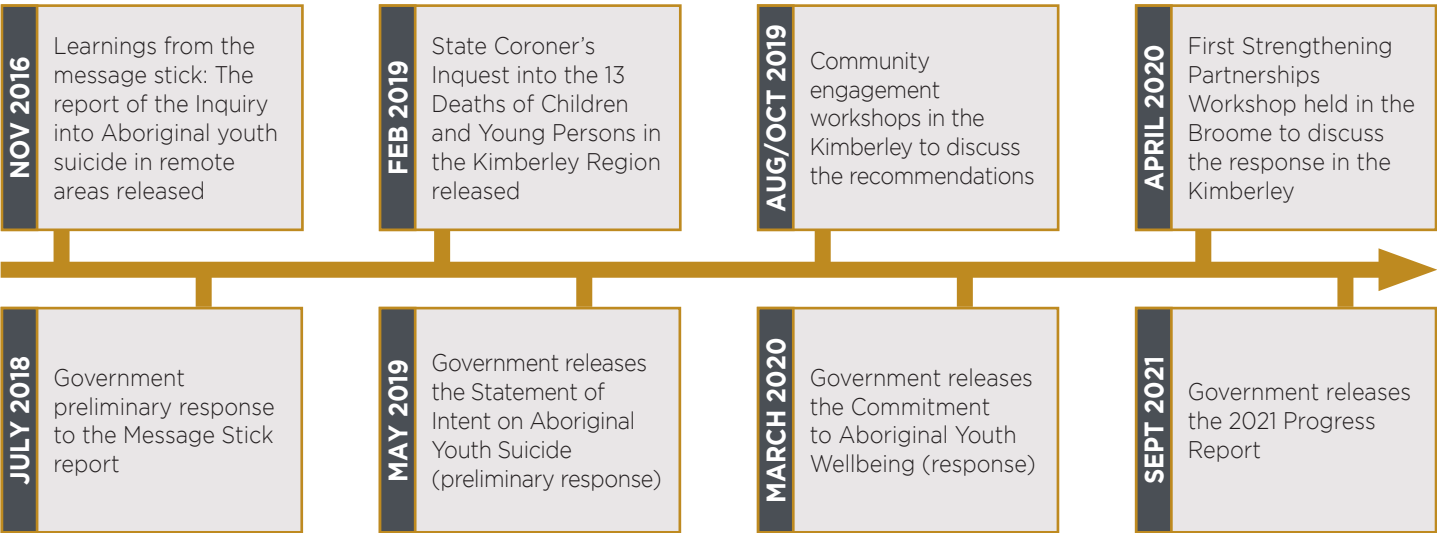 NOV 2016
Learnings from the
message stick: The
report of the Inquiry
into Aboriginal youth
suicide in remote
areas released
JULY 2018
Government
preliminary response
to the Message Stick
report
FEB 2019
State Coroner’s
Inquest into the 13
Deaths of Children
and Young Persons in
the Kimberley Region
released
MAY 2019
Government releases
the Statement of
Intent on Aboriginal
Youth Suicide
(preliminary response)
AUG/OCT 2019
Community
engagement
workshops in the
Kimberley to discuss
the recommendations
MARCH 2020
Government releases
the Commitment
to Aboriginal Youth
Wellbeing (response)
APRIL 2020
First Strengthening
Partnerships
Workshop held in the
Broome to discuss
the response in the
Kimberley
SEPT 2021
Government releases
the 2021 Progress
Report